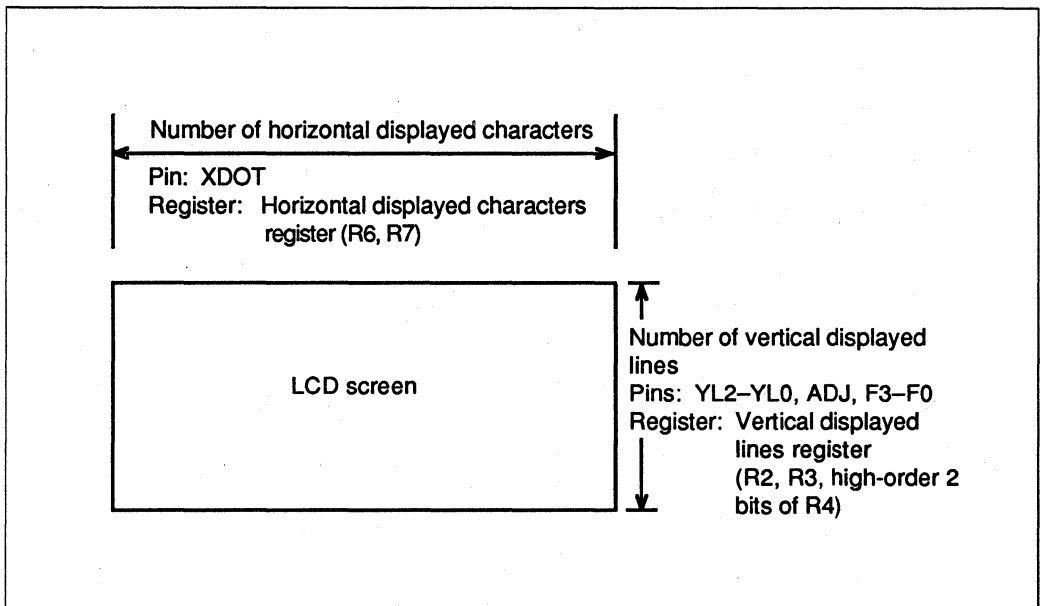 Number of horizontal displayed characters
Pin: XDOT
Register: Horizontal displayed characters
register (R6, R7)
LCD screen
Number of vertical displayed
lines
Pins: YL2–YL0, ADJ, F3–F0
Register: Vertical displayed
lines register
(R2, R3, high-order 2
bits of R4)